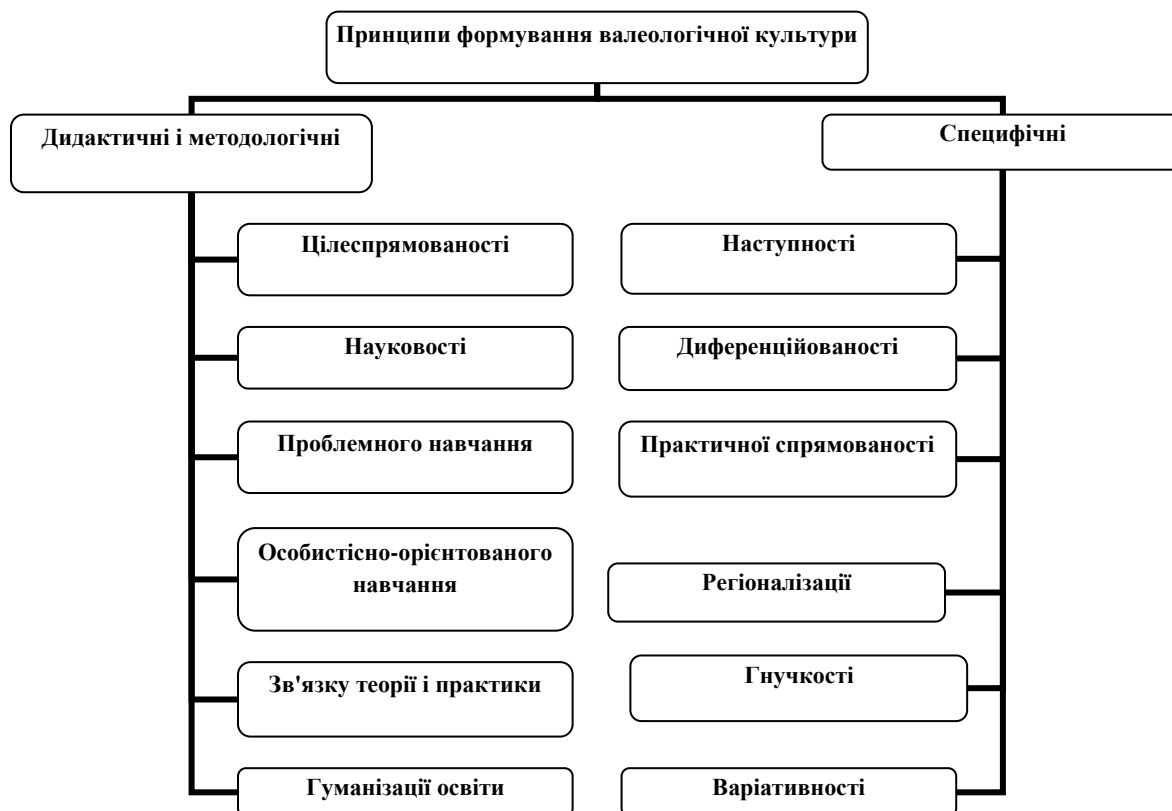 Принципи формування валеологічної культури
Дидактичні і методологічні
Специфічні
Цілеспрямованості
Наступності
Науковості
Диференційованості
Проблемного навчання
Практичної спрямованості
Особистісно-орієнтованого
навчання
Регіоналізації
Зв'язку теорії і практики
Гнучкості
Гуманізації освіти
Варіативності